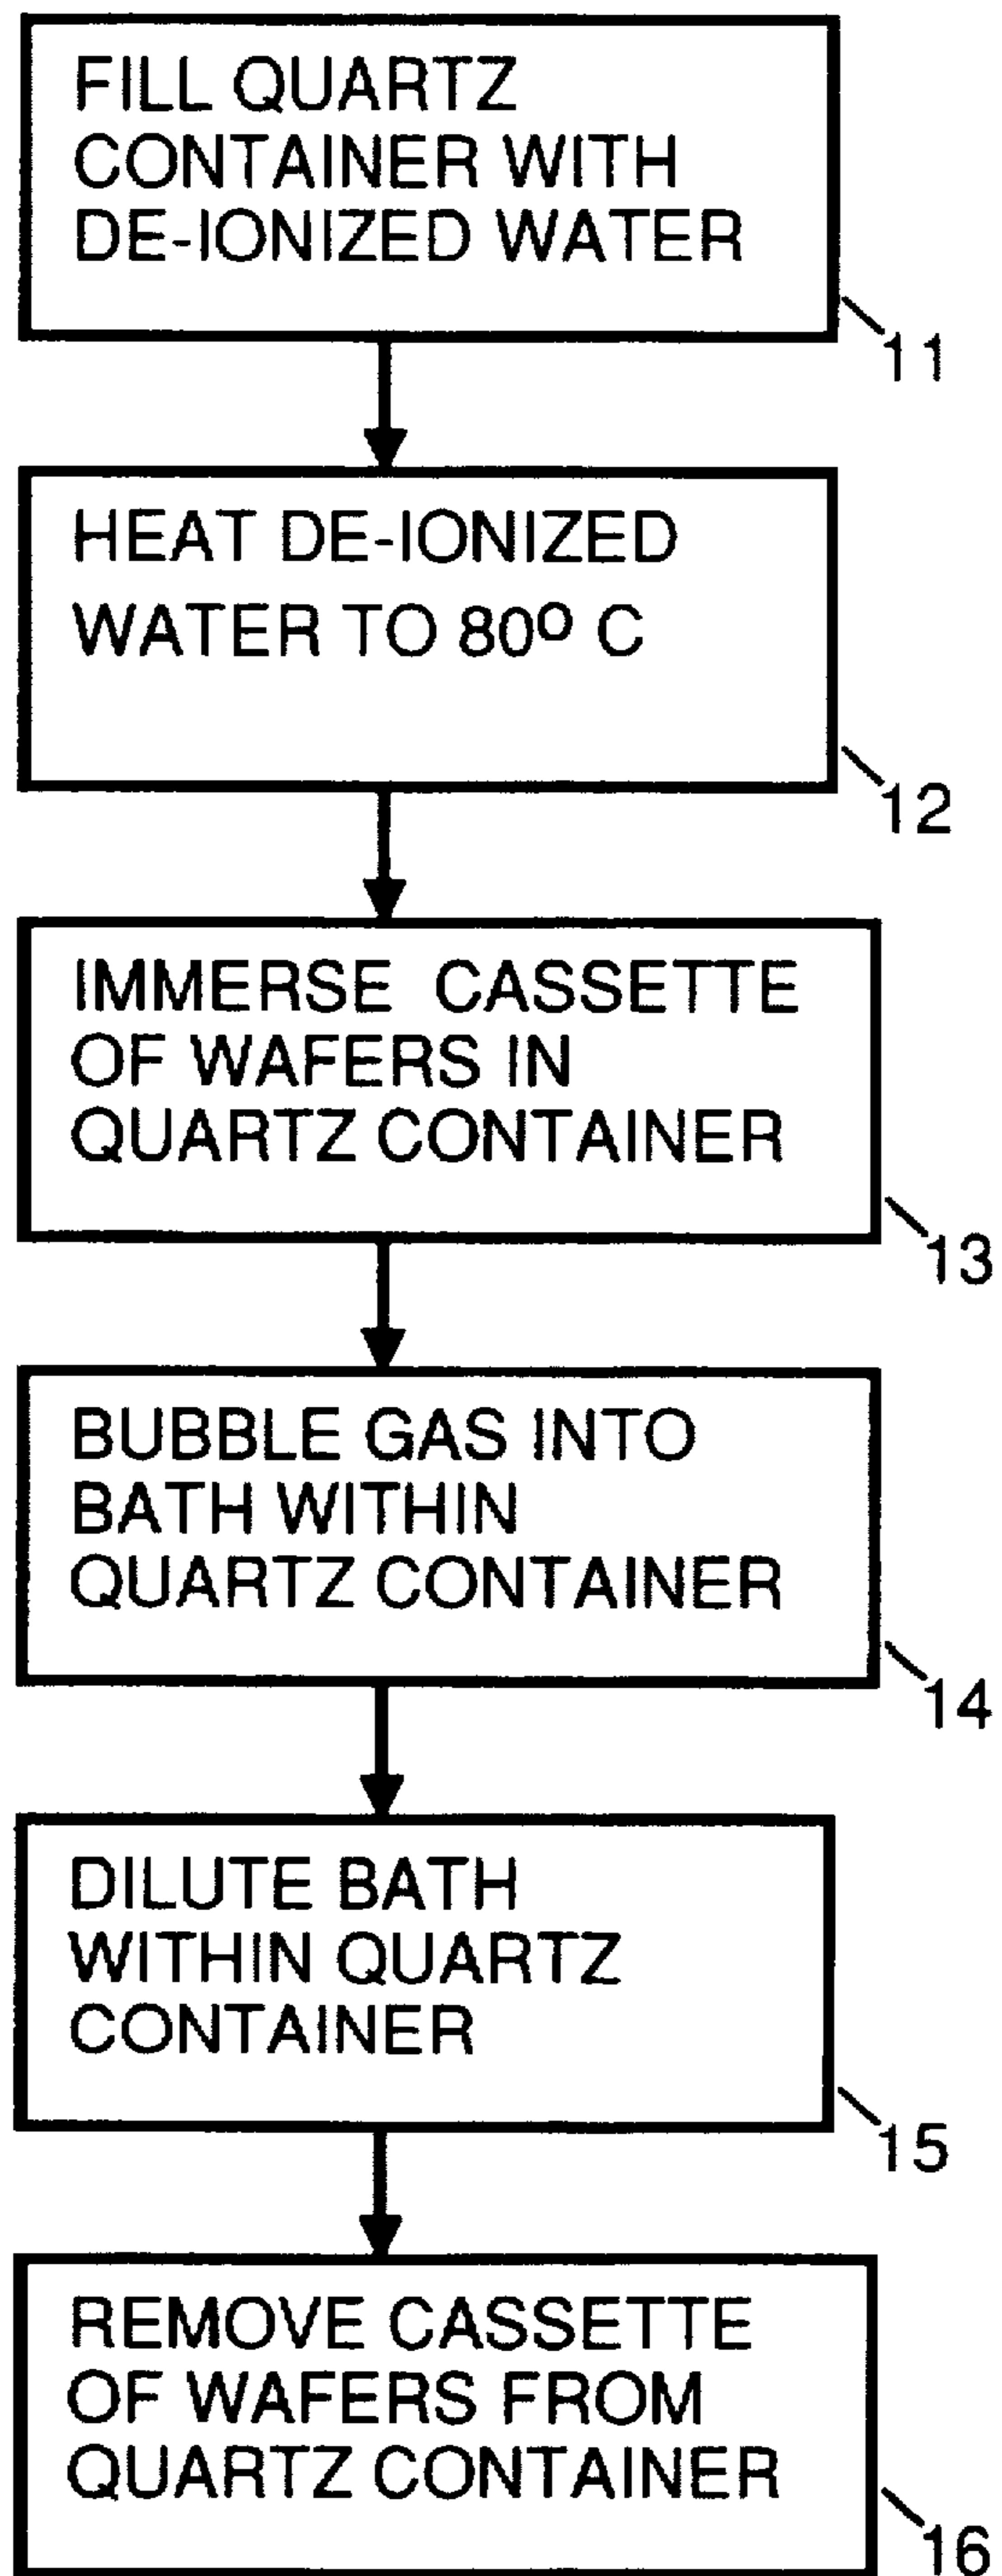 FILL QUARTZ
CONTAINER WITH
DE-IONIZED WATER
11
HEAT DE-IONIZED
WATER TO 80º C
12
IMMERSE CASSETTE
OF WAFERS IN
QUARTZ CONTAINER
13
BUBBLE GAS INTO
BATH WITHIN
QUARTZ CONTAINER
14
DILUTE BATH
WITHIN QUARTZ
CONTAINER
15
REMOVE CASSETTE
OF WAFERS FROM
QUARTZ CONTAINER
16